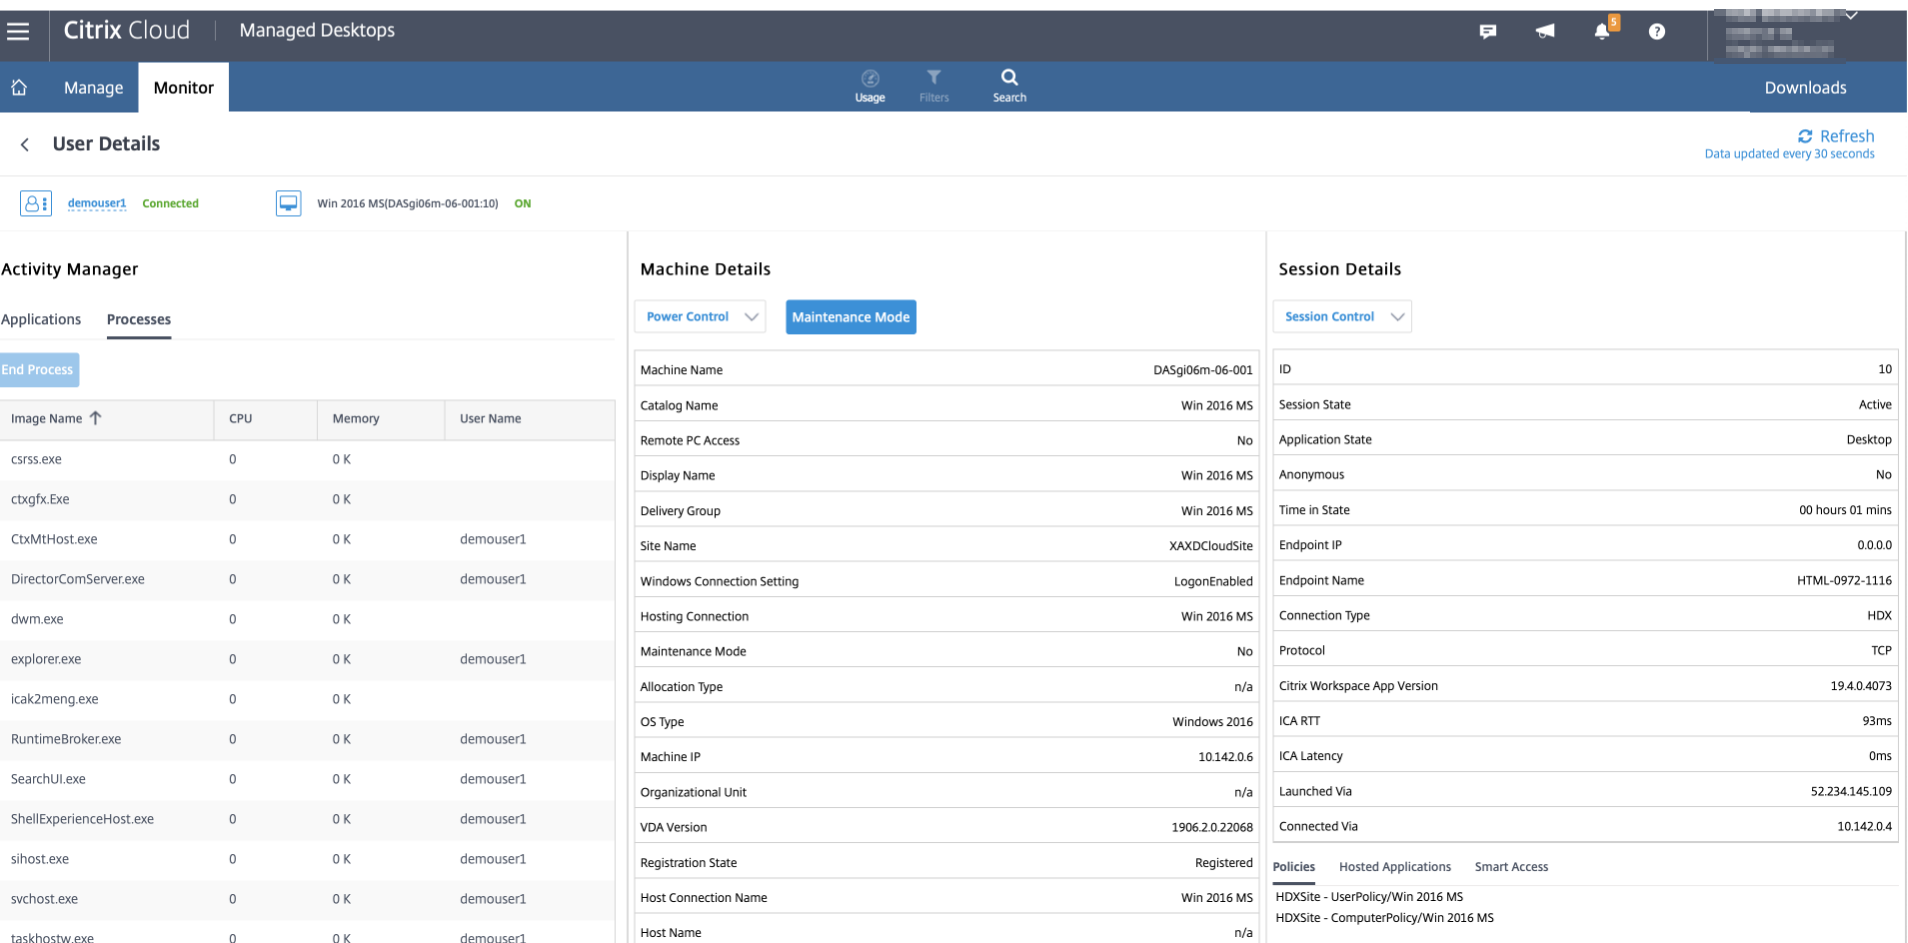 Citrix Cloud Managed Desktops 5 ?
Manage Monitor Usage Filters Search Downloads
User Details Refresh
Data updated every 30 seconds
demouser1 Connected Win 2016 MS(DASgi06m-06-001:10) ON
Activity Manager
Applications Processes
End Process
Image Name CPU Memory User Name
csrss.exe 0 0 K
ctxgfx.Exe 0 0 K
CtxMtHost.exe 0 0 K demouser1
DirectorComServer.exe 0 0 K demouser1
dwm.exe 0 0 K
explorer.exe 0 0 K demouser1
icak2meng.exe 0 0 K
RuntimeBroker.exe 0 0 K demouser1
SearchUI.exe 0 0 K demouser1
ShellExperienceHost.exe 0 0 K demouser1
sihost.exe 0 0 K demouser1
svchost.exe 0 0 K demouser1
taskhostw.exe 0 0 K demouser1
Machine Details
Power Control Maintenance Mode
Machine Name DASgi06m-06-001
Catalog Name Win 2016 MS
Remote PC Access No
Display Name Win 2016 MS
Delivery Group Win 2016 MS
Site Name XAXDCloudSite
Windows Connection Setting LogonEnabled
Hosting Connection Win 2016 MS
Maintenance Mode No
Allocation Type n/a
OS Type Windows 2016
Machine IP 10.142.0.6
Organizational Unit n/a
VDA Version 1906.2.0.22068
Registration State Registered
Host Connection Name Win 2016 MS
Host Name n/a
Session Details
Session Control
ID 10
Session State Active
Application State Desktop
Anonymous No
Time in State 00 hours 01 mins
Endpoint IP 0.0.0.0
Endpoint Name HTML-0972-1116
Connection Type HDX
Protocol TCP
Citrix Workspace App Version 19.4.0.4073
ICA RTT 93ms
ICA Latency 0ms
Launched Via 52.234.145.109
Connected Via 10.142.0.4
Policies Hosted Applications Smart Access
HDXSite - UserPolicy/Win 2016 MS
HDXSite - ComputerPolicy/Win 2016 MS